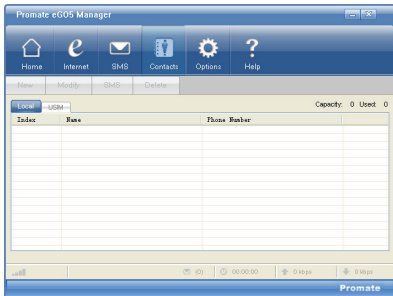 Promate eGO5 Manager
Home Internet SMS Contacts Options Help
New Modify SMS Delete
Local USIM Capacity: 0 Used: 0
Index Name Phone Number
(0) 00:00:00 0 kbps 0 kbps
Promate